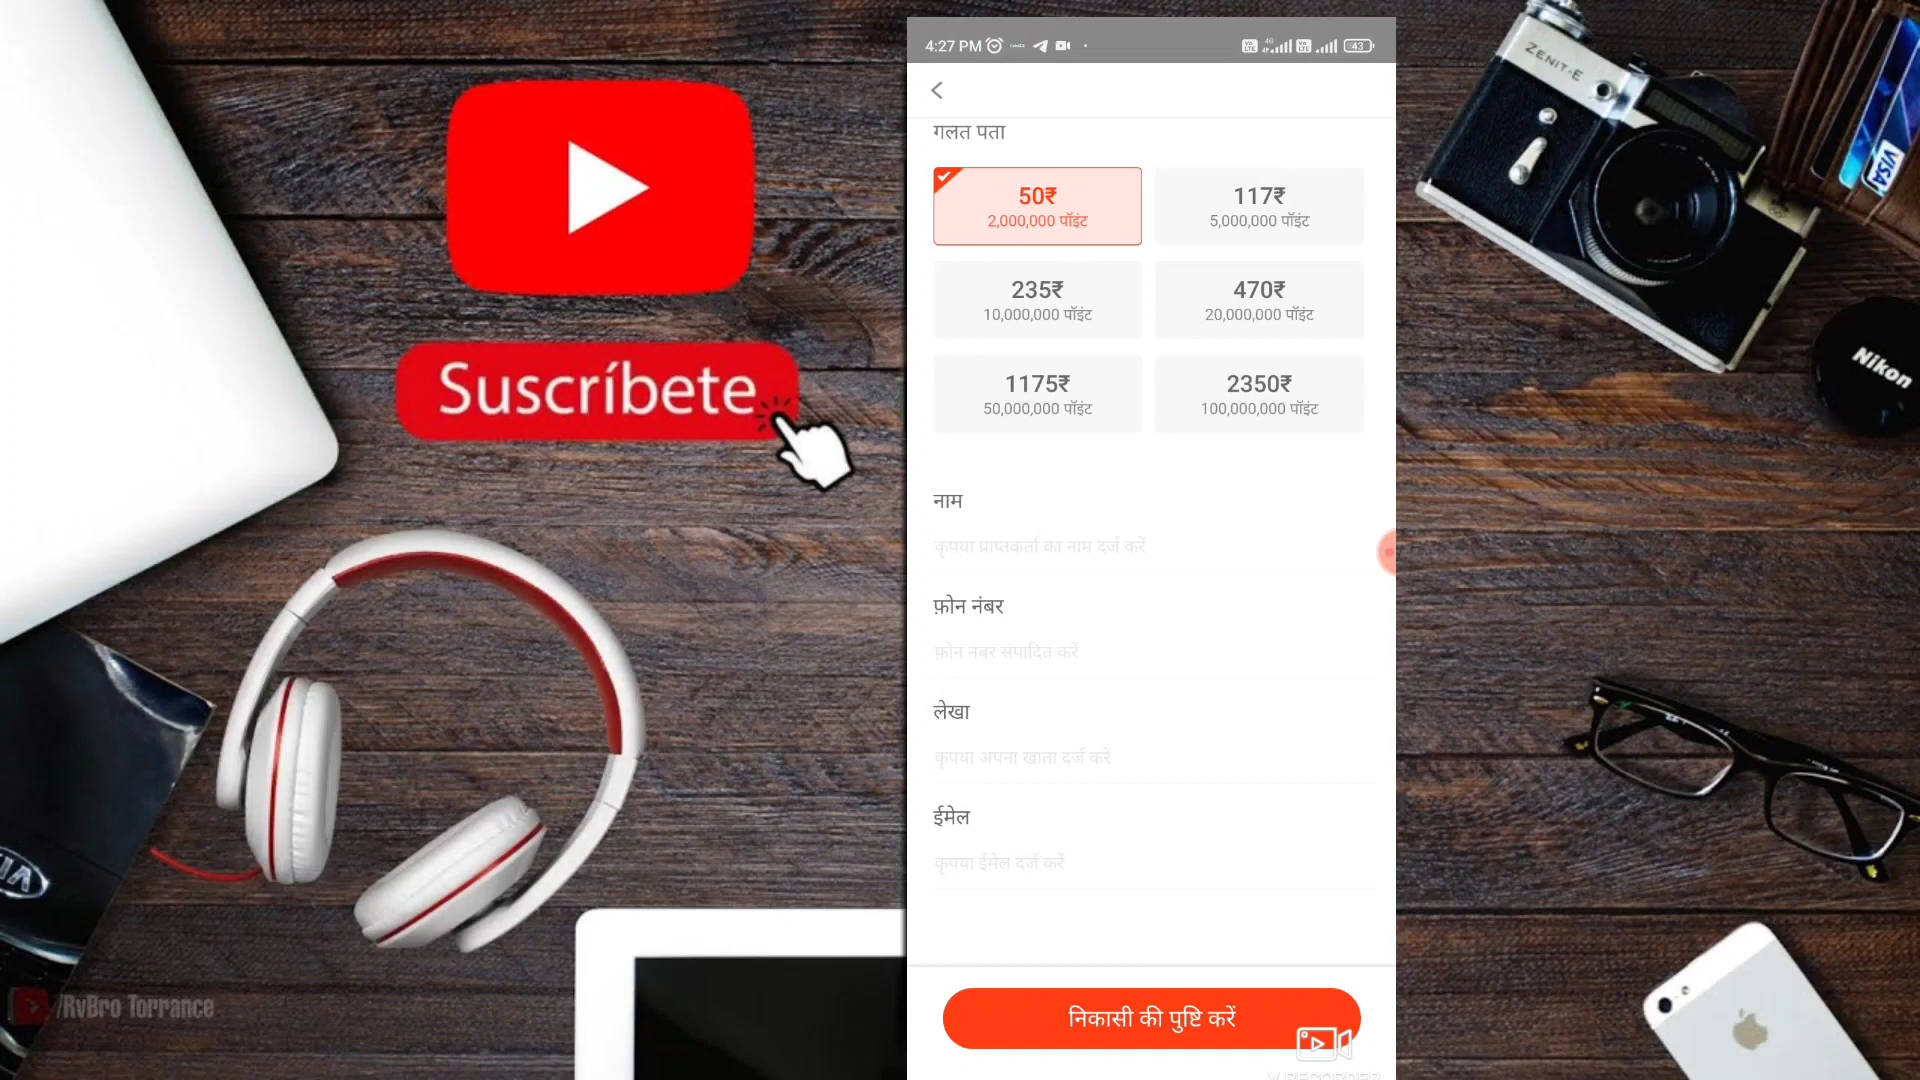 Suscríbete
/RvBro Torrance
4:27 PM
4G
43
गलत पता
50₹
2,000,000 पॉइंट
117₹
5,000,000 पॉइंट
235₹
10,000,000 पॉइंट
470₹
20,000,000 पॉइंट
1175₹
50,000,000 पॉइंट
2350₹
100,000,000 पॉइंट
नाम
कृपया प्राप्तकर्ता का नाम दर्ज करें
फ़ोन नंबर
फ़ोन नंबर संपादित करें
लेखा
कृपया अपना खाता दर्ज करें
ईमेल
कृपया ईमेल दर्ज करें
निकासी की पुष्टि करें
ZENIT-E
VISA
Nikon